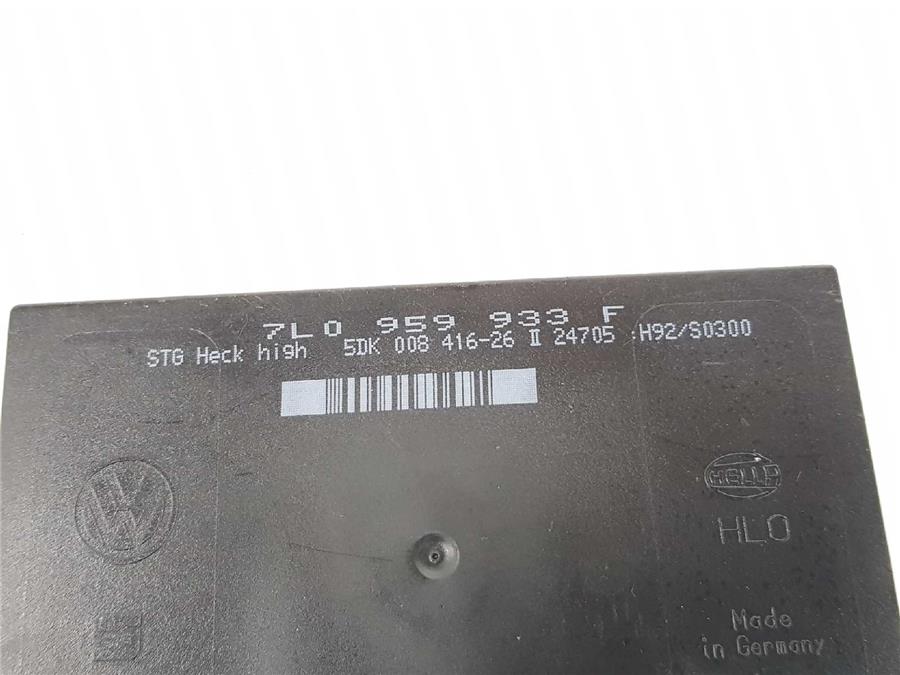 7L0 959 933 F
STG Heck high 5DK 008 416-26 II 24705 :H92/S0300
VW
HELLA
HLO
Made
in Germany